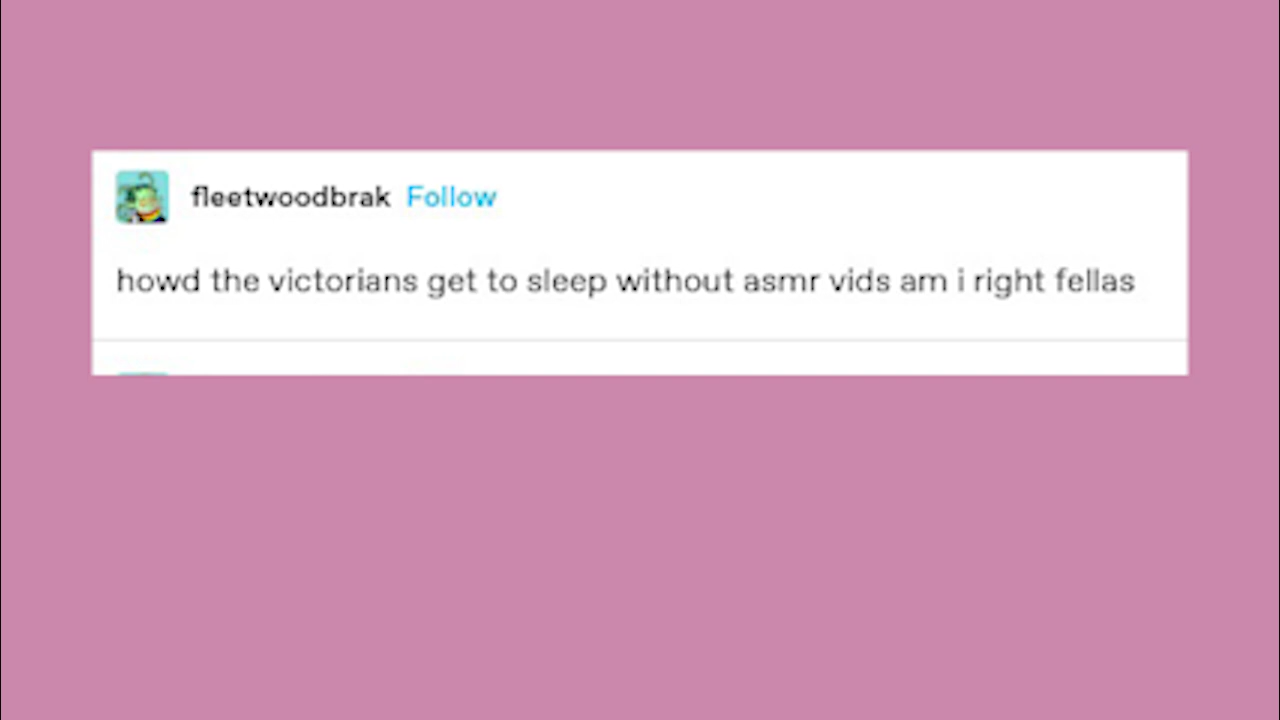 fleetwoodbrak Follow
howd the victorians get to sleep without asmr vids am i right fellas